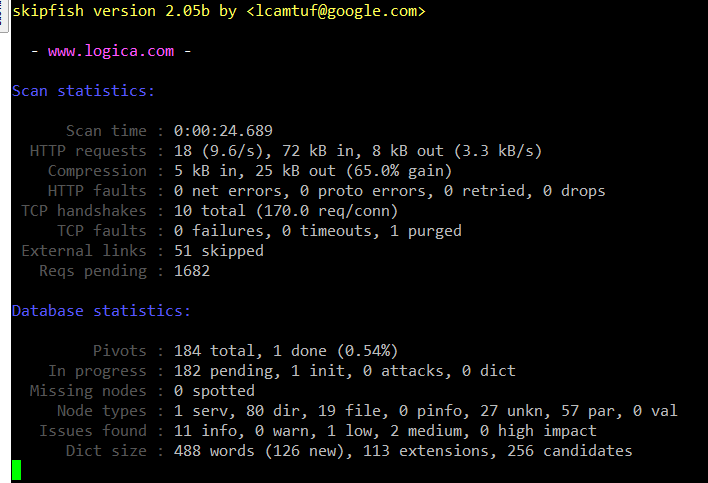 skipfish version 2.05b by <lcamtuf@google.com>
- www.logica.com -
Scan statistics:
Scan time : 0:00:24.689
HTTP requests : 18 (9.6/s), 72 kB in, 8 kB out (3.3 kB/s)
Compression : 5 kB in, 25 kB out (65.0% gain)
HTTP faults : 0 net errors, 0 proto errors, 0 retried, 0 drops
TCP handshakes : 10 total (170.0 req/conn)
TCP faults : 0 failures, 0 timeouts, 1 purged
External links : 51 skipped
Reqs pending : 1682
Database statistics:
Pivots : 184 total, 1 done (0.54%)
In progress : 182 pending, 1 init, 0 attacks, 0 dict
Missing nodes : 0 spotted
Node types : 1 serv, 80 dir, 19 file, 0 pinfo, 27 unkn, 57 par, 0 val
Issues found : 11 info, 0 warn, 1 low, 2 medium, 0 high impact
Dict size : 488 words (126 new), 113 extensions, 256 candidates